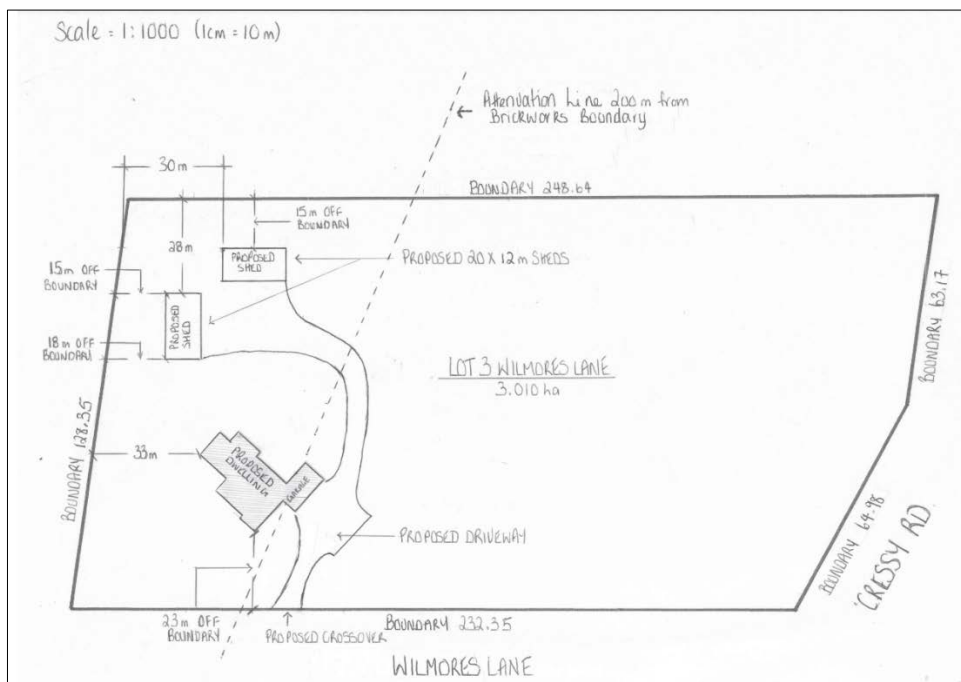 Scale = 1:1000 (1cm = 10m)
Attenuation Line 200m from
Brickworks Boundary
30m
BOUNDARY 248.64
15m OFF
BOUNDARY
28m
PROPOSED
SHED
PROPOSED 20 X 12m SHEDS
15m OFF
BOUNDARY
PROPOSED
SHED
18m OFF
BOUNDARY
BOUNDARY 63.17
LOT 3 WILMORES LANE
3.010ha
BOUNDARY 128.35
33m
PROPOSED
DWELLING
GARAGE
PROPOSED DRIVEWAY
BOUNDARY 64.98
CRESSY RD
23m OFF
BOUNDARY
PROPOSED CROSSOVER
BOUNDARY 232.35
WILMORES LANE